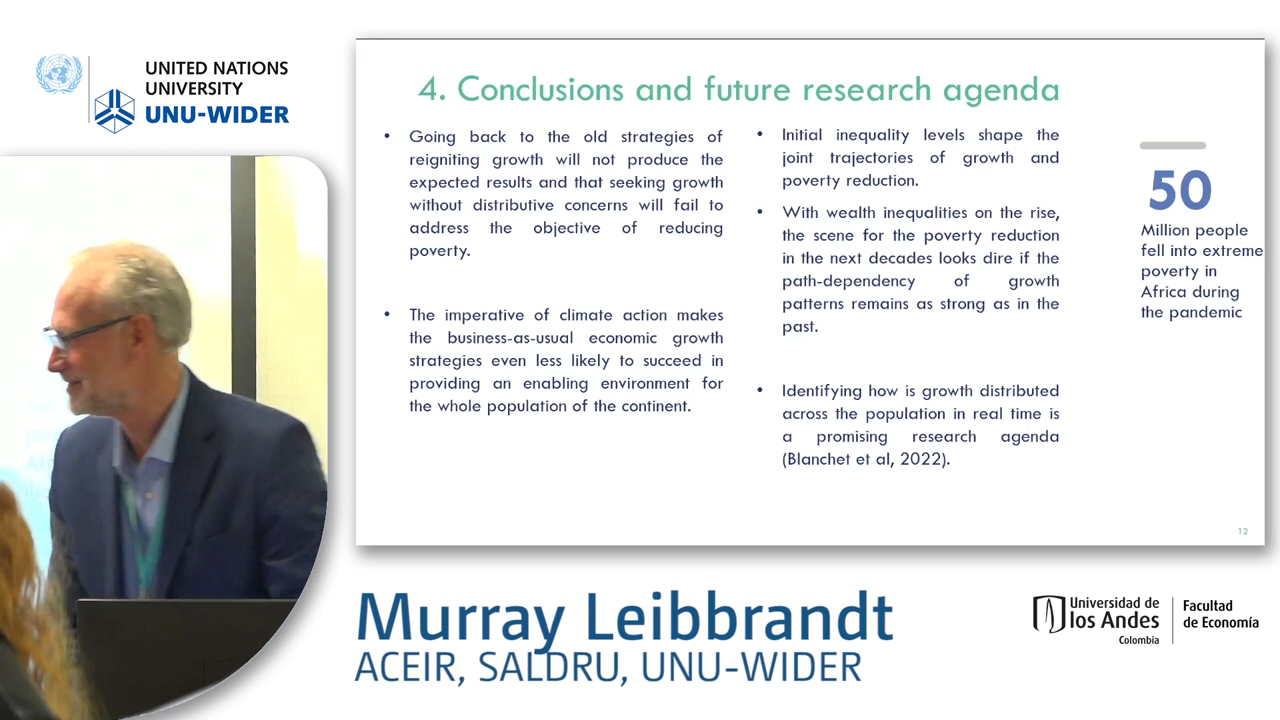 UNITED NATIONS
UNIVERSITY
UNU-WIDER
4. Conclusions and future research agenda
• Going back to the old strategies of
reigniting growth will not produce the
expected results and that seeking growth
without distributive concerns will fail to
address the objective of reducing
poverty.
• The imperative of climate action makes
the business-as-usual economic growth
strategies even less likely to succeed in
providing an enabling environment for
the whole population of the continent.
• Initial inequality levels shape the
joint trajectories of growth and
poverty reduction.
• With wealth inequalities on the rise,
the scene for the poverty reduction
in the next decades looks dire if the
path-dependency of growth
patterns remains as strong as in the
past.
• Identifying how is growth distributed
across the population in real time is
a promising research agenda
(Blanchet et al, 2022).
50
Million people
fell into extreme
poverty in
Africa during
the pandemic
12
Murray Leibbrandt
ACEIR, SALDRU, UNU-WIDER
Universidad de
los Andes
Colombia
Facultad
de Economía